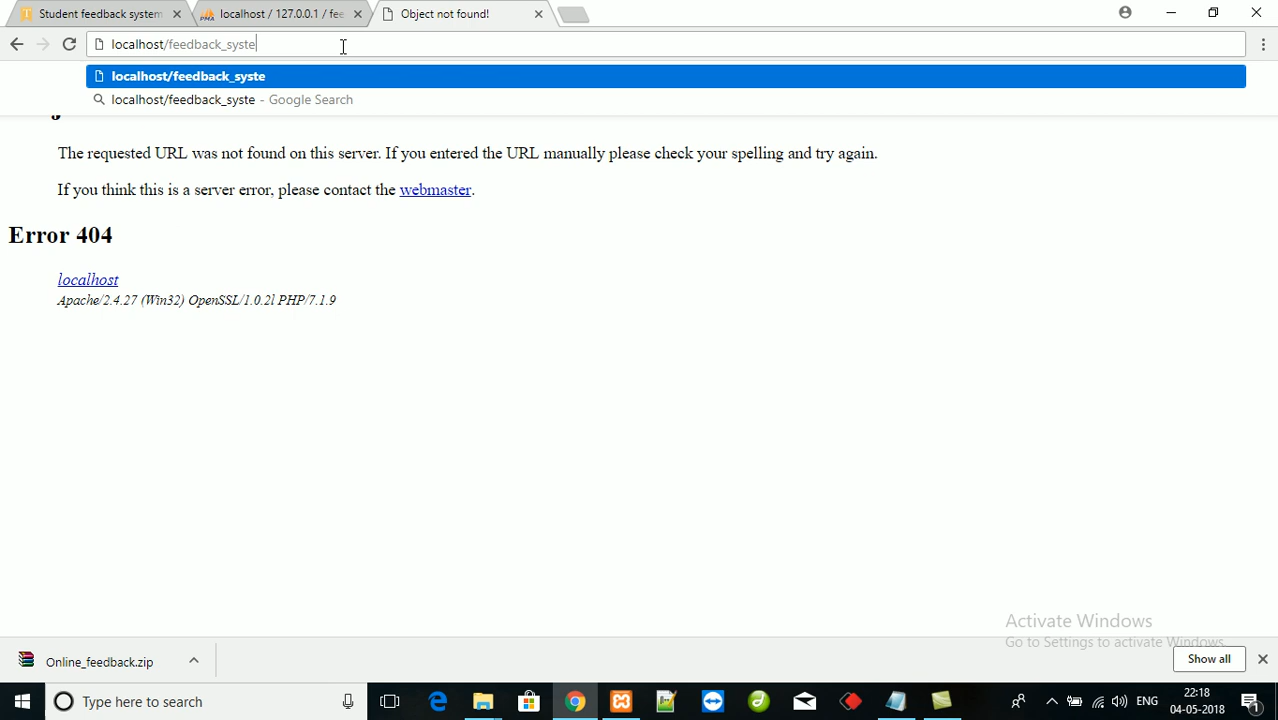 Student feedback system
localhost / 127.0.0.1 / fee
Object not found!
localhost/feedback_syste
localhost/feedback_syste
localhost/feedback_syste - Google Search
The requested URL was not found on this server. If you entered the URL manually please check your spelling and try again.
If you think this is a server error, please contact the webmaster.
Error 404
localhost
Apache/2.4.27 (Win32) OpenSSL/1.0.2l PHP/7.1.9
Activate Windows
Go to Settings to activate Windows.
Online_feedback.zip
Show all
Type here to search
ENG
22:18
04-05-2018
1